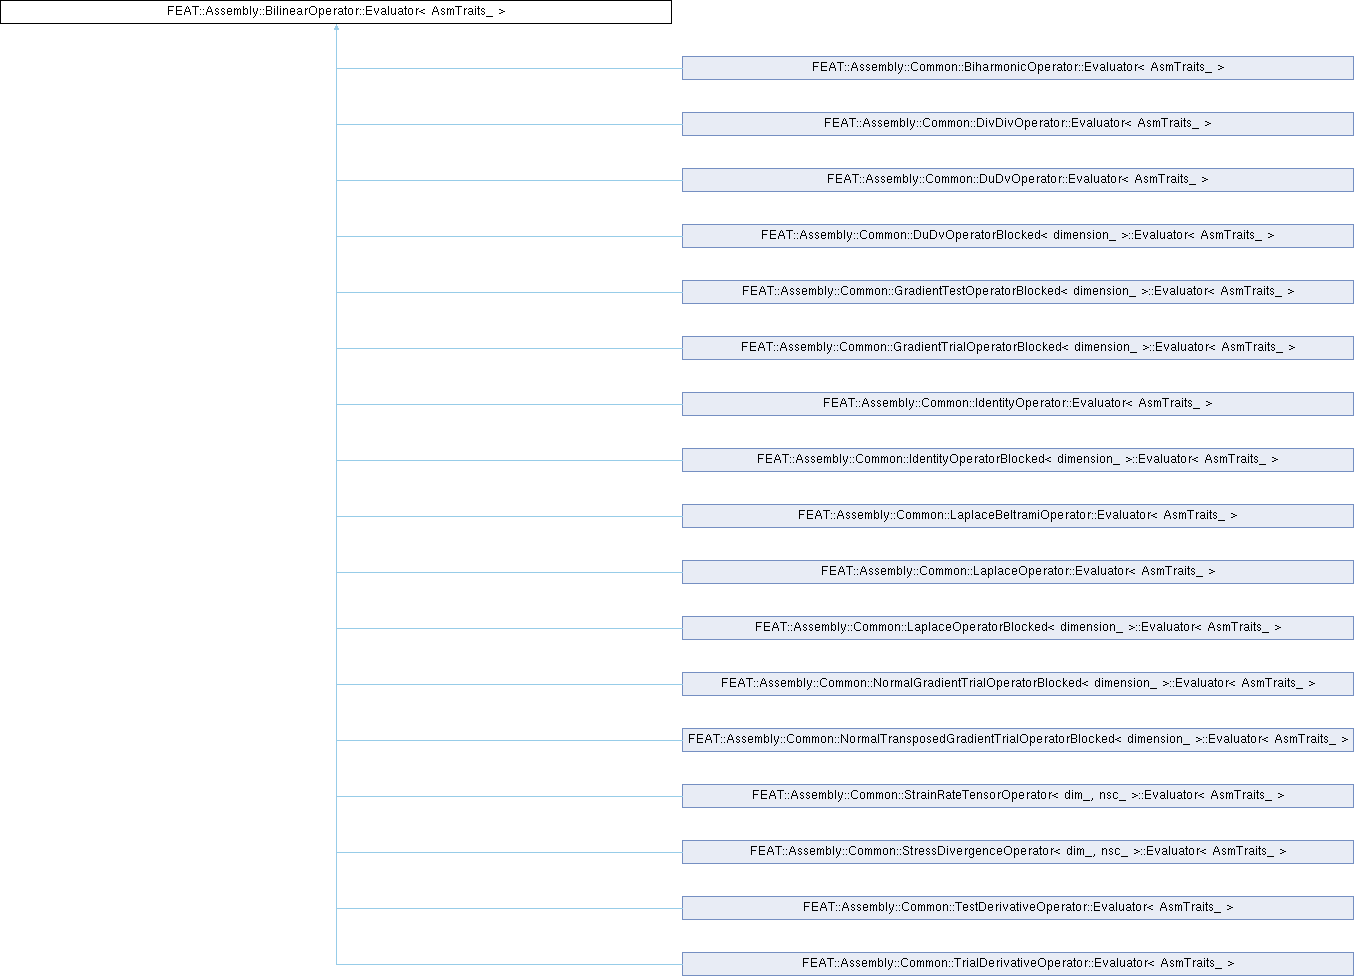 FEAT::Assembly::BilinearOperator::Evaluator< AsmTraits_ >
FEAT::Assembly::Common::BiharmonicOperator::Evaluator< AsmTraits_ >
FEAT::Assembly::Common::DivDivOperator::Evaluator< AsmTraits_ >
FEAT::Assembly::Common::DuDvOperator::Evaluator< AsmTraits_ >
FEAT::Assembly::Common::DuDvOperatorBlocked< dimension_ >::Evaluator< AsmTraits_ >
FEAT::Assembly::Common::GradientTestOperatorBlocked< dimension_ >::Evaluator< AsmTraits_ >
FEAT::Assembly::Common::GradientTrialOperatorBlocked< dimension_ >::Evaluator< AsmTraits_ >
FEAT::Assembly::Common::IdentityOperator::Evaluator< AsmTraits_ >
FEAT::Assembly::Common::IdentityOperatorBlocked< dimension_ >::Evaluator< AsmTraits_ >
FEAT::Assembly::Common::LaplaceBeltramiOperator::Evaluator< AsmTraits_ >
FEAT::Assembly::Common::LaplaceOperator::Evaluator< AsmTraits_ >
FEAT::Assembly::Common::LaplaceOperatorBlocked< dimension_ >::Evaluator< AsmTraits_ >
FEAT::Assembly::Common::NormalGradientTrialOperatorBlocked< dimension_ >::Evaluator< AsmTraits_ >
FEAT::Assembly::Common::NormalTransposedGradientTrialOperatorBlocked< dimension_ >::Evaluator< AsmTraits_ >
FEAT::Assembly::Common::StrainRateTensorOperator< dim_, nsc_ >::Evaluator< AsmTraits_ >
FEAT::Assembly::Common::StressDivergenceOperator< dim_, nsc_ >::Evaluator< AsmTraits_ >
FEAT::Assembly::Common::TestDerivativeOperator::Evaluator< AsmTraits_ >
FEAT::Assembly::Common::TrialDerivativeOperator::Evaluator< AsmTraits_ >